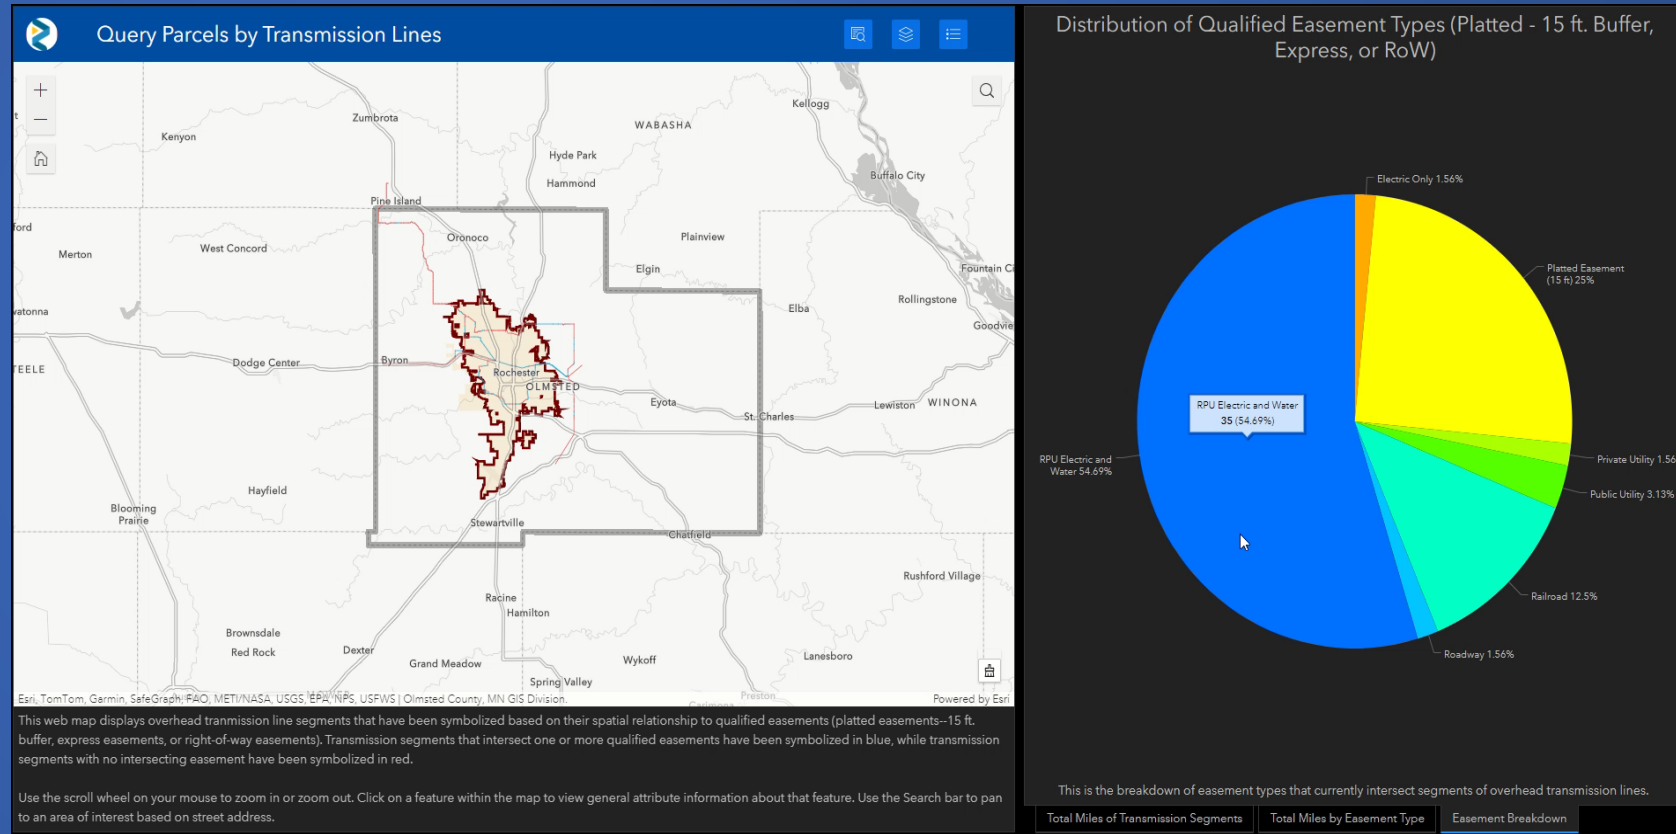 Query Parcels by Transmission Lines
Kellogg
Zumbrota
WABASHA
Kenyon
Hyde Park
Hammond
Buffalo City
Pine Island
ford
Oronoco
Plainview
West Concord
Merton
Elgin
Fountain Ci
Rollingstone
Elba
watonna
Goodvie
Byron
Dodge Center
TEELE
Rochester
OLMSTED
Eyota
Lewiston
WINONA
St. Charles
Hayfield
Blooming
Prairie
Stewartville
Chatfield
Rushford Village
Racine
Hamilton
Brownsdale
Red Rock
Dexter
Grand Meadow
Wykoff
Lanesboro
Spring Valley
Preston
Esri, TomTom, Garmin, SafeGraph, FAO, METI/NASA, USGS, EPA, NPS, USFWS | Olmsted County, MN GIS Division.
Powered by Esri
This web map displays overhead tranmission line segments that have been symbolized based on their spatial relationship to qualified easements (platted easements--15 ft.
buffer, express easements, or right-of-way easements). Transmission segments that intersect one or more qualified easements have been symbolized in blue, while transmission
segments with no intersecting easement have been symbolized in red.
Use the scroll wheel on your mouse to zoom in or zoom out. Click on a feature within the map to view general attribute information about that feature. Use the Search bar to pan
to an area of interest based on street address.
Distribution of Qualified Easement Types (Platted - 15 ft. Buffer,
Express, or RoW)
Electric Only 1.56%
Platted Easement
(15 ft) 25%
RPU Electric and Water
35 (54.69%)
RPU Electric and
Water 54.69%
Private Utility 1.56
Public Utility 3.13%
Railroad 12.5%
Roadway 1.56%
This is the breakdown of easement types that currently intersect segments of overhead transmission lines.
Total Miles of Transmission Segments
Total Miles by Easement Type
Easement Breakdown